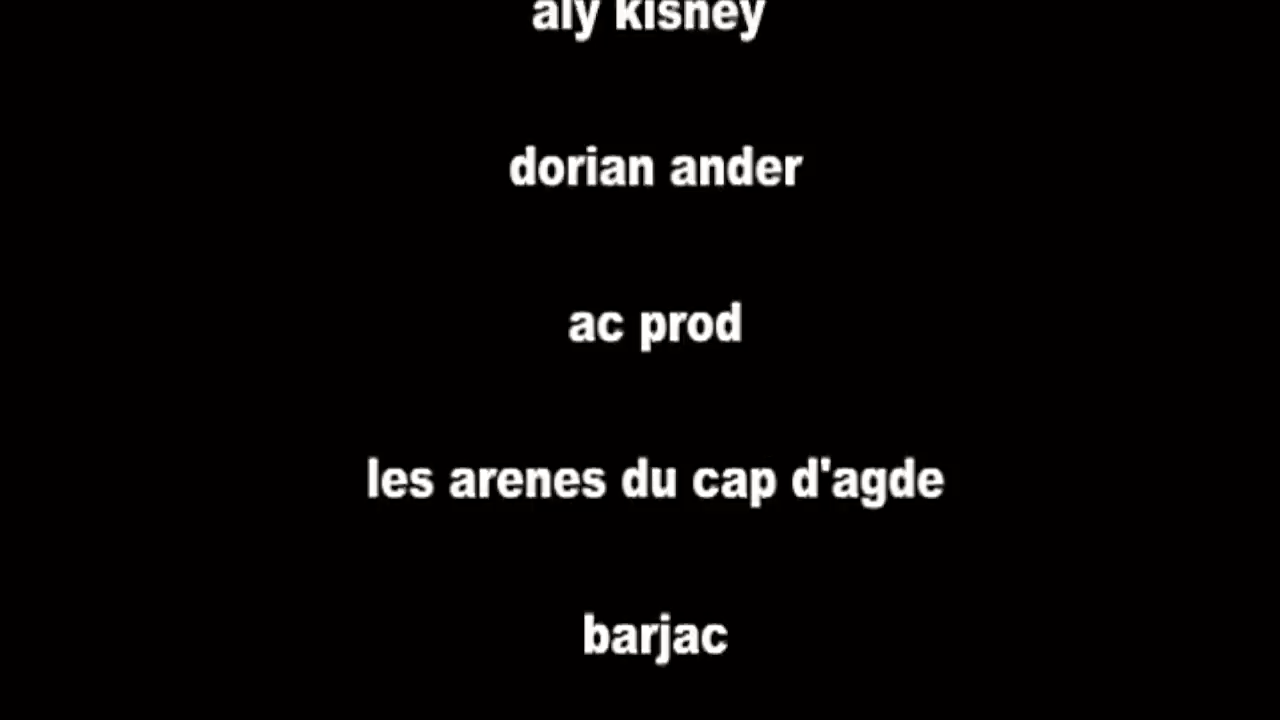 aly kisney
dorian ander
ac prod
les arenes du cap d'agde
barjac